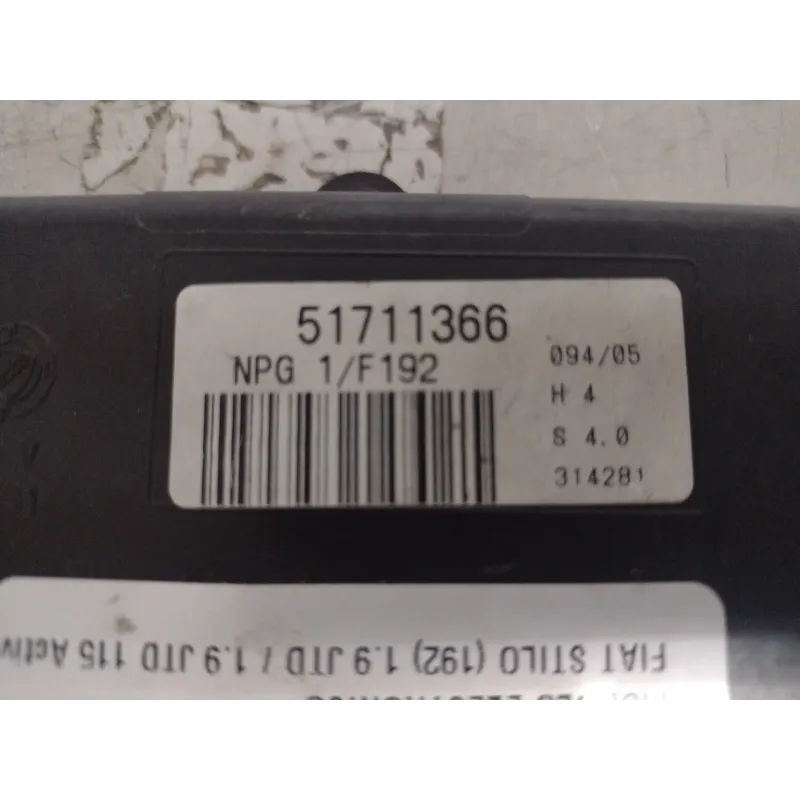 51711366
NPG 1/F192
094/05
H 4
S 4.0
314281
FIAT STILO (192) 1.9 JTD / 1.9 JTD 115 Activ